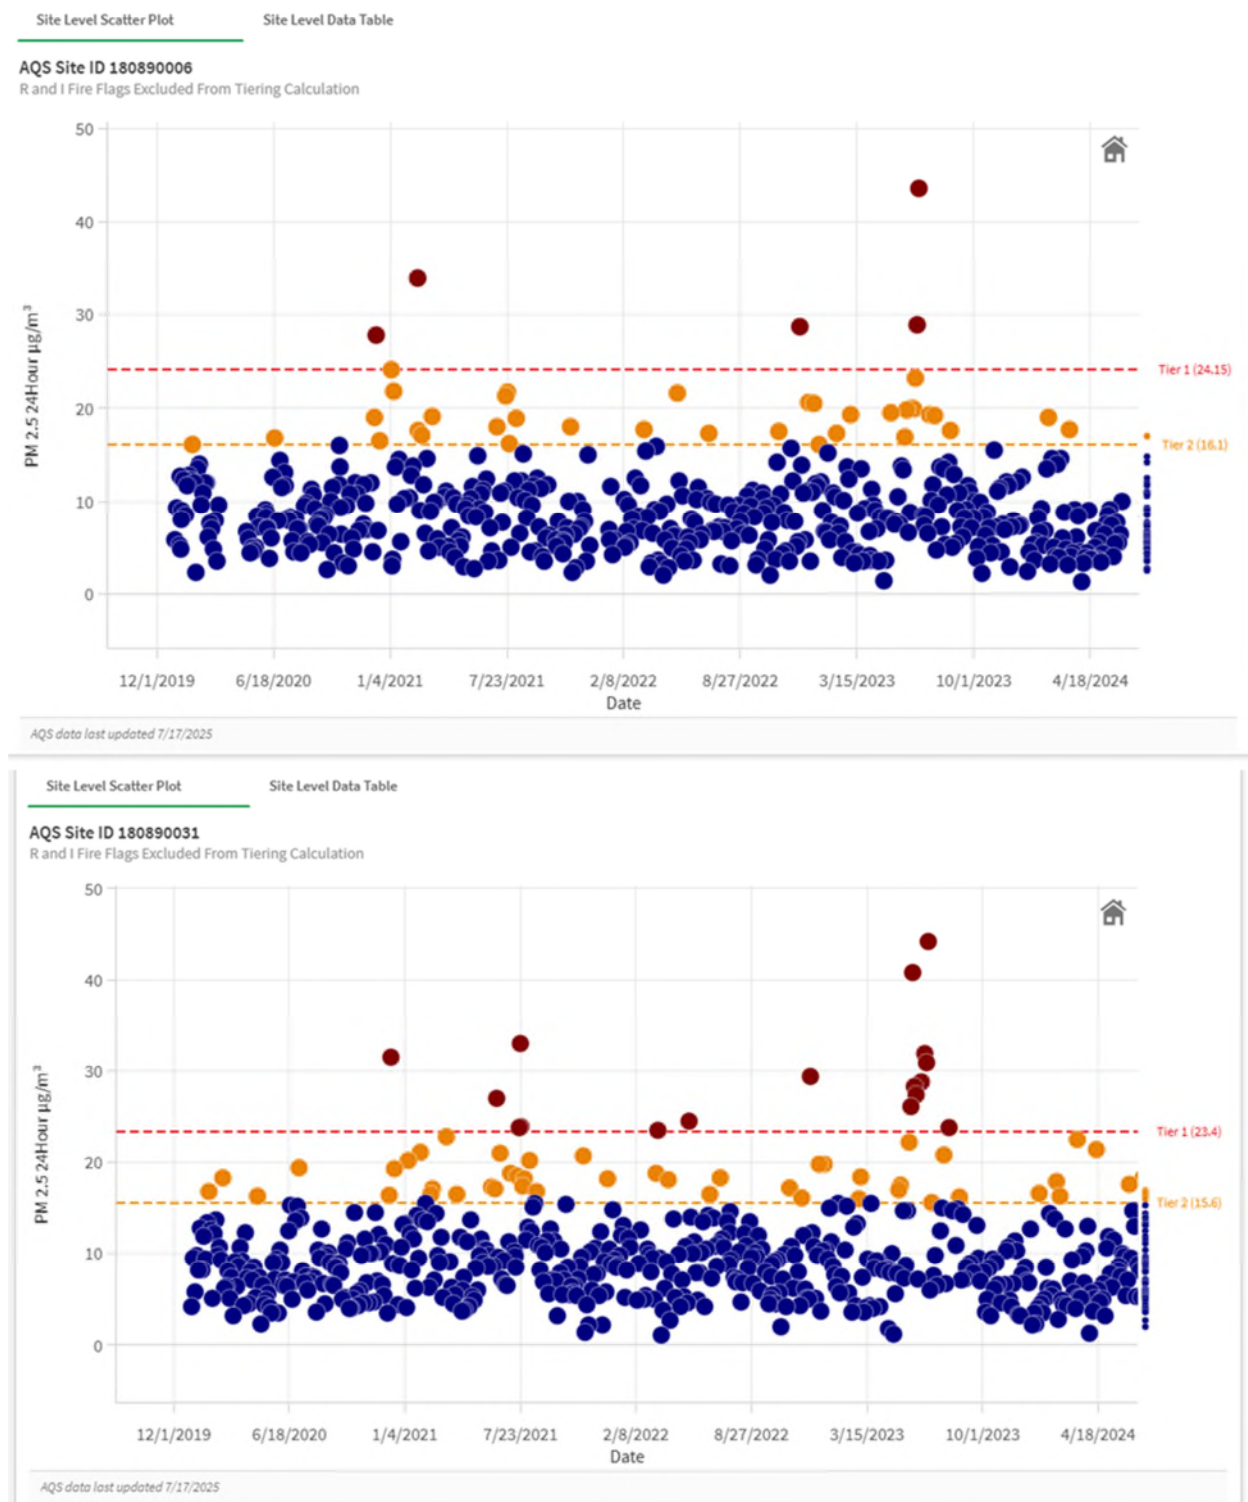 Site Level Scatter Plot Site Level Data Table
AQS Site ID 180890006
R and I Fire Flags Excluded From Tiering Calculation
PM 2.5 24Hour µg/m³
50
40
30
20
10
0
Tier 1 (24.15)
Tier 2 (16.1)
12/1/2019 6/18/2020 1/4/2021 7/23/2021 2/8/2022 8/27/2022 3/15/2023 10/1/2023 4/18/2024
Date
AQS data last updated 7/17/2025
Site Level Scatter Plot Site Level Data Table
AQS Site ID 180890031
R and I Fire Flags Excluded From Tiering Calculation
PM 2.5 24Hour µg/m³
50
40
30
20
10
0
Tier 1 (23.4)
Tier 2 (15.6)
12/1/2019 6/18/2020 1/4/2021 7/23/2021 2/8/2022 8/27/2022 3/15/2023 10/1/2023 4/18/2024
Date
AQS data last updated 7/17/2025